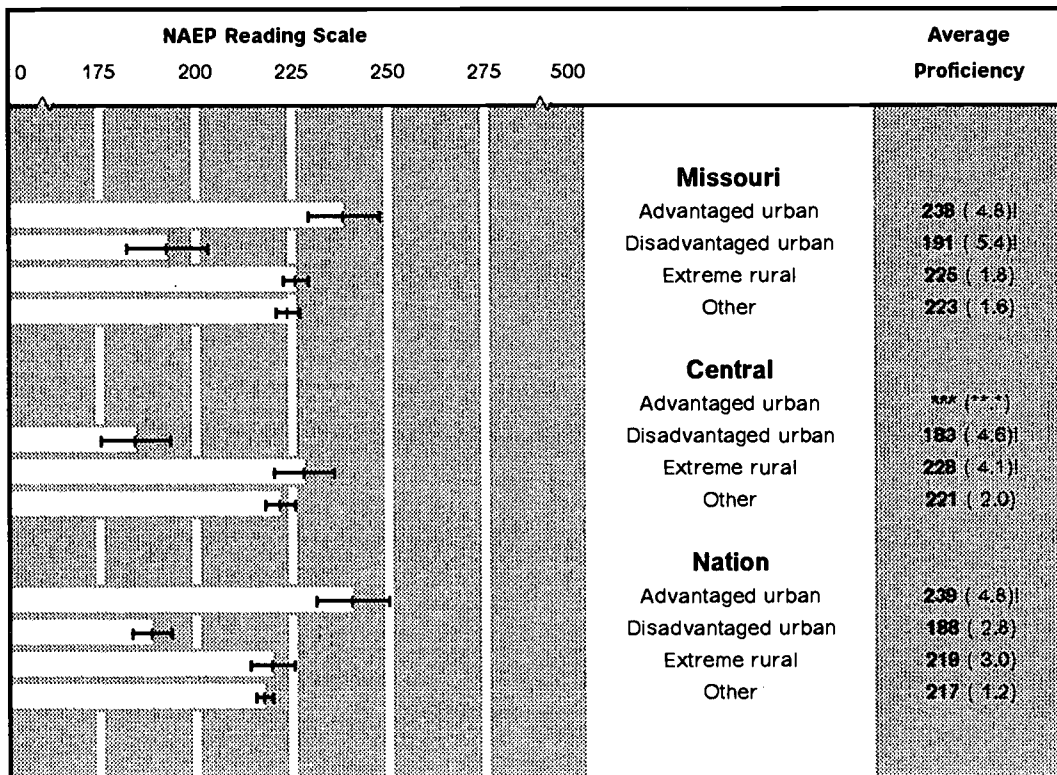 NAEP Reading Scale Average
0 175 200 225 250 275 500 Proficiency
Missouri
Advantaged urban 238 ( 4.8)!
Disadvantaged urban 191 ( 5.4)!
Extreme rural 225 ( 1.8)
Other 223 ( 1.6)
Central
Advantaged urban *** (**.*)
Disadvantaged urban 183 ( 4.6)!
Extreme rural 228 ( 4.1)!
Other 221 ( 2.0)
Nation
Advantaged urban 239 ( 4.8)!
Disadvantaged urban 188 ( 2.8)
Extreme rural 219 ( 3.0)
Other 217 ( 1.2)